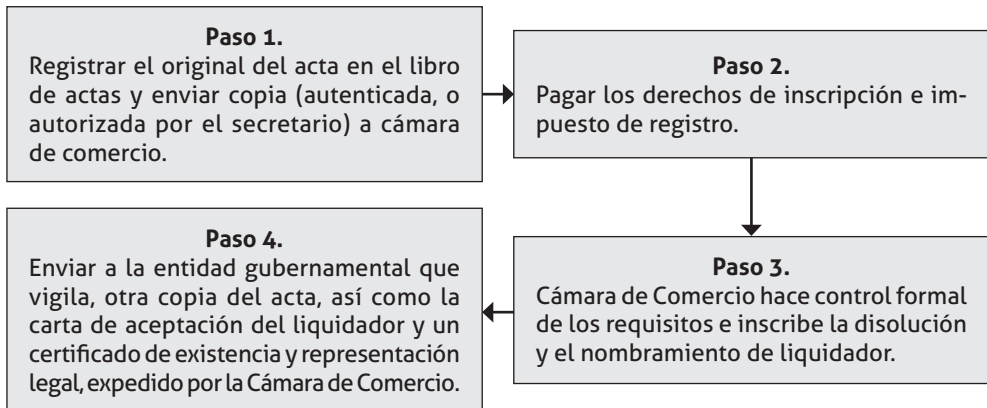 Paso 1.
Registrar el original del acta en el libro
de actas y enviar copia (autenticada, o
autorizada por el secretario) a cámara
de comercio.
Paso 2.
Pagar los derechos de inscripción e im-
puesto de registro.
Paso 3.
Cámara de Comercio hace control formal
de los requisitos e inscribe la disolución
y el nombramiento de liquidador.
Paso 4.
Enviar a la entidad gubernamental que
vigila, otra copia del acta, así como la
carta de aceptación del liquidador y un
certificado de existencia y representación
legal, expedido por la Cámara de Comercio.